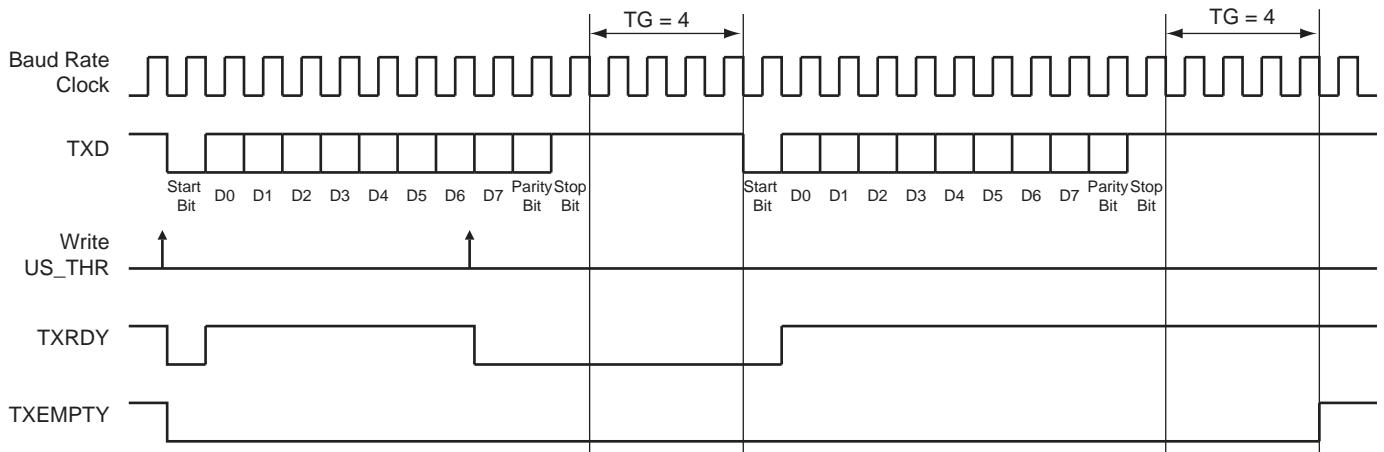 TG = 4
TG = 4
Baud Rate
Clock
TXD
Start
Bit
D0
D1
D2
D3
D4
D5
D6
D7
Parity
Bit
Stop
Bit
Start
Bit
D0
D1
D2
D3
D4
D5
D6
D7
Parity
Bit
Stop
Bit
Write
US_THR
TXRDY
TXEMPTY